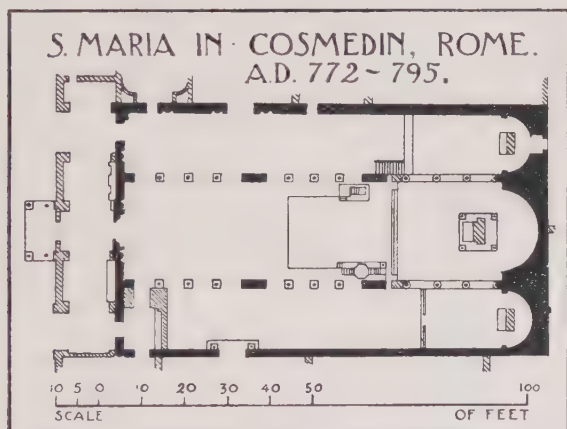 S. MARIA IN COSMEDIN, ROME.
A.D. 772~795.
10 5 0 10 20 30 40 50 100
SCALE OF FEET